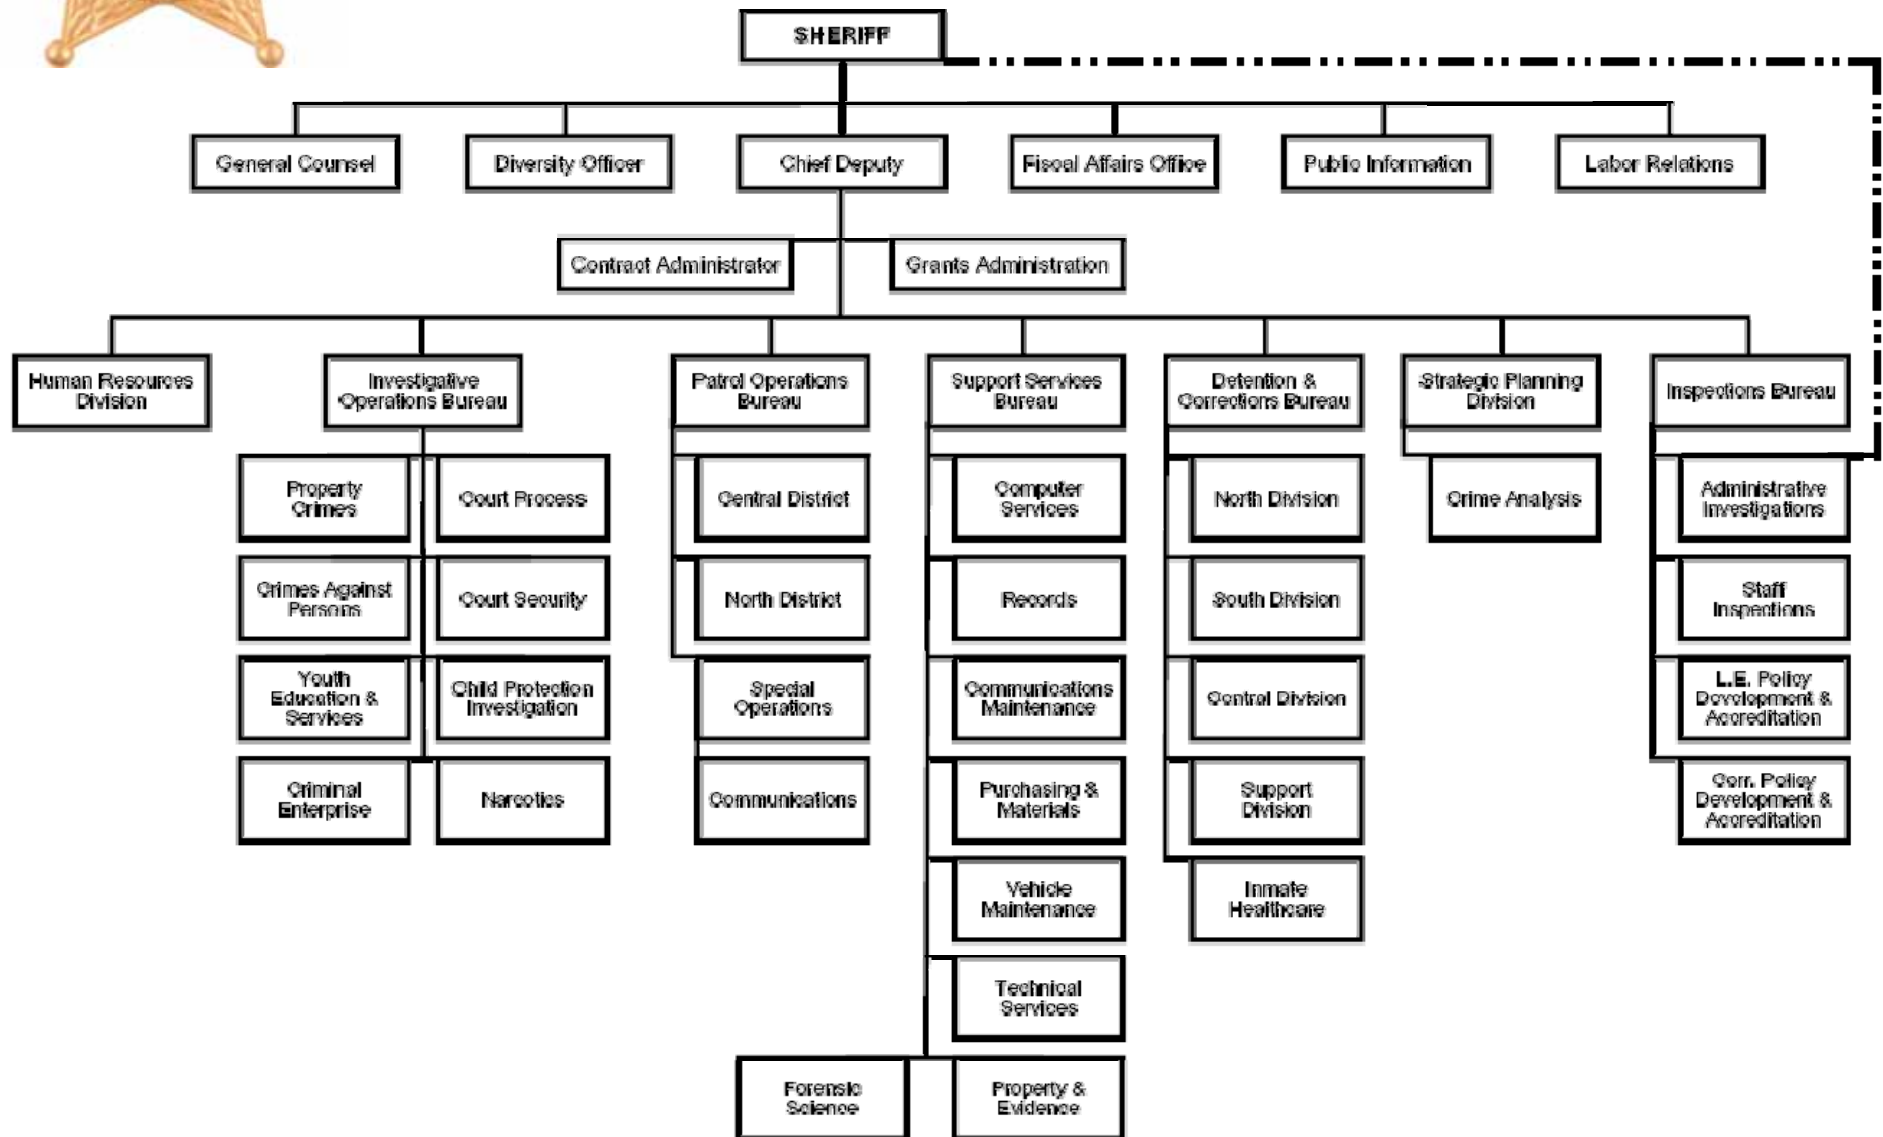 SHERIFF
General Counsel
Diversity Officer
Chief Deputy
Fiscal Affairs Office
Public Information
Labor Relations
Contract Administrator
Grants Administration
Human Resources
Division
Investigative
Operations Bureau
Patrol Operations
Bureau
Support Services
Bureau
Detention &
Corrections Bureau
Strategic Planning
Division
Inspections Bureau
Property
Crimes
Court Process
Central District
Computer
Services
North Division
Crime Analysis
Administrative
Investigations
Crimes Against
Persons
Court Security
North District
Records
South Division
Staff
Inspections
Youth
Education &
Services
Child Protection
Investigation
Special
Operations
Communications
Maintenance
Central Division
L.E. Policy
Development &
Accreditation
Criminal
Enterprise
Narcotics
Communications
Purchasing &
Materials
Support
Division
Corr. Policy
Development &
Accreditation
Vehicle
Maintenance
Inmate
Healthcare
Technical
Services
Forensic
Science
Property &
Evidence